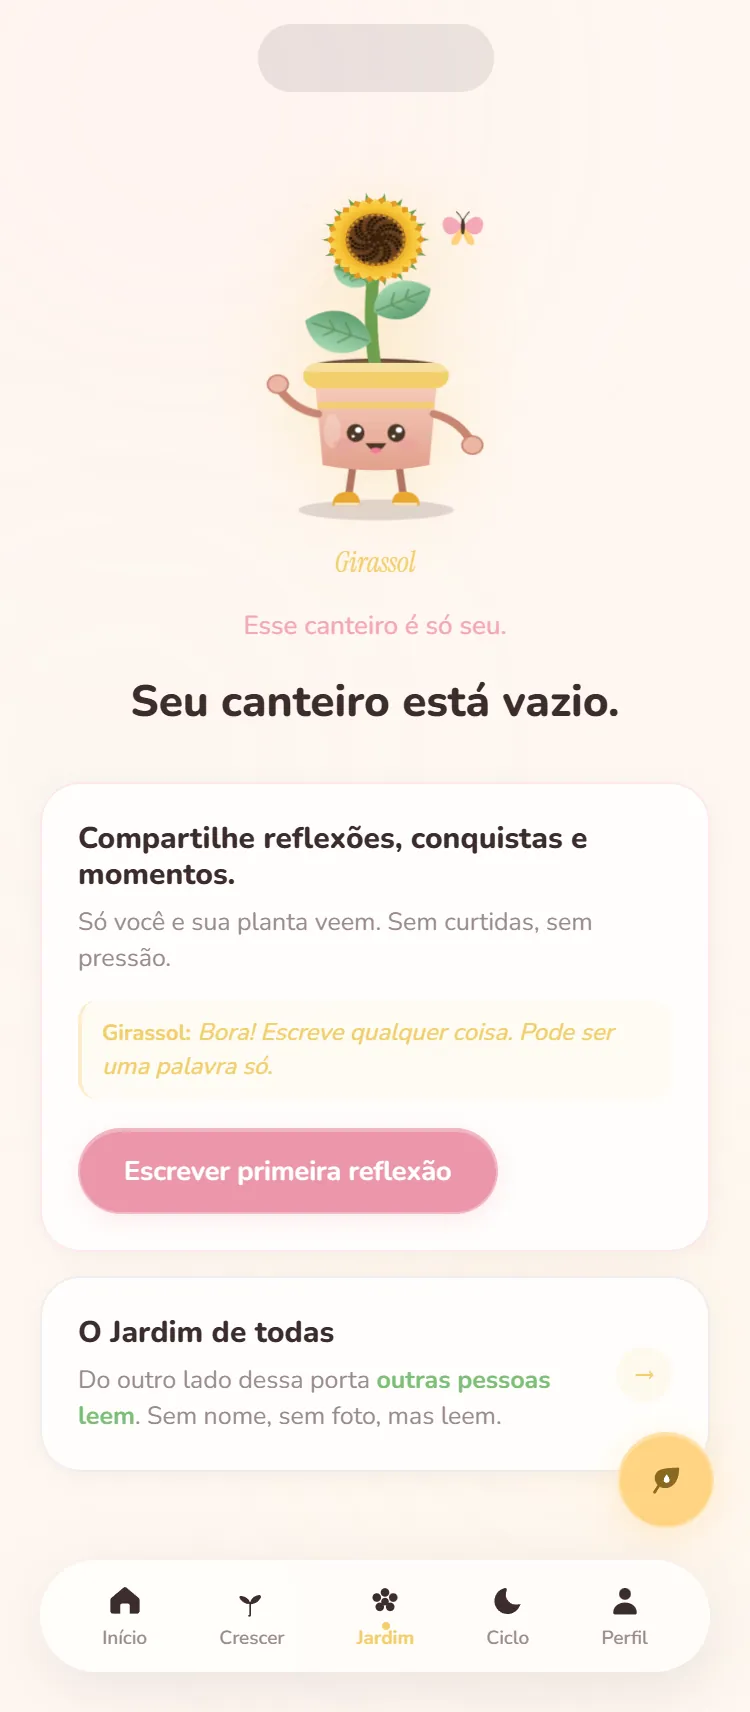 Girassol
Esse canteiro é só seu.
Seu canteiro está vazio.
Compartilhe reflexões, conquistas e
momentos.
Só você e sua planta veem. Sem curtidas, sem
pressão.
Girassol: Bora! Escreve qualquer coisa. Pode ser
uma palavra só.
Escrever primeira reflexão
O Jardim de todas
Do outro lado dessa porta outras pessoas
leem. Sem nome, sem foto, mas leem.
→
Início Crescer Jardim Ciclo Perfil